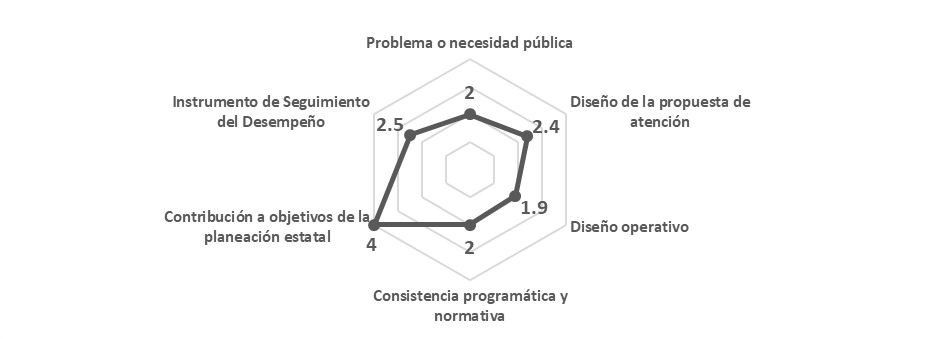 Problema o necesidad pública
2
Diseño de la propuesta de
atención
2.4
Diseño operativo
1.9
Consistencia programática y
normativa
2
Contribución a objetivos de la
planeación estatal
4
Instrumento de Seguimiento
del Desempeño
2.5